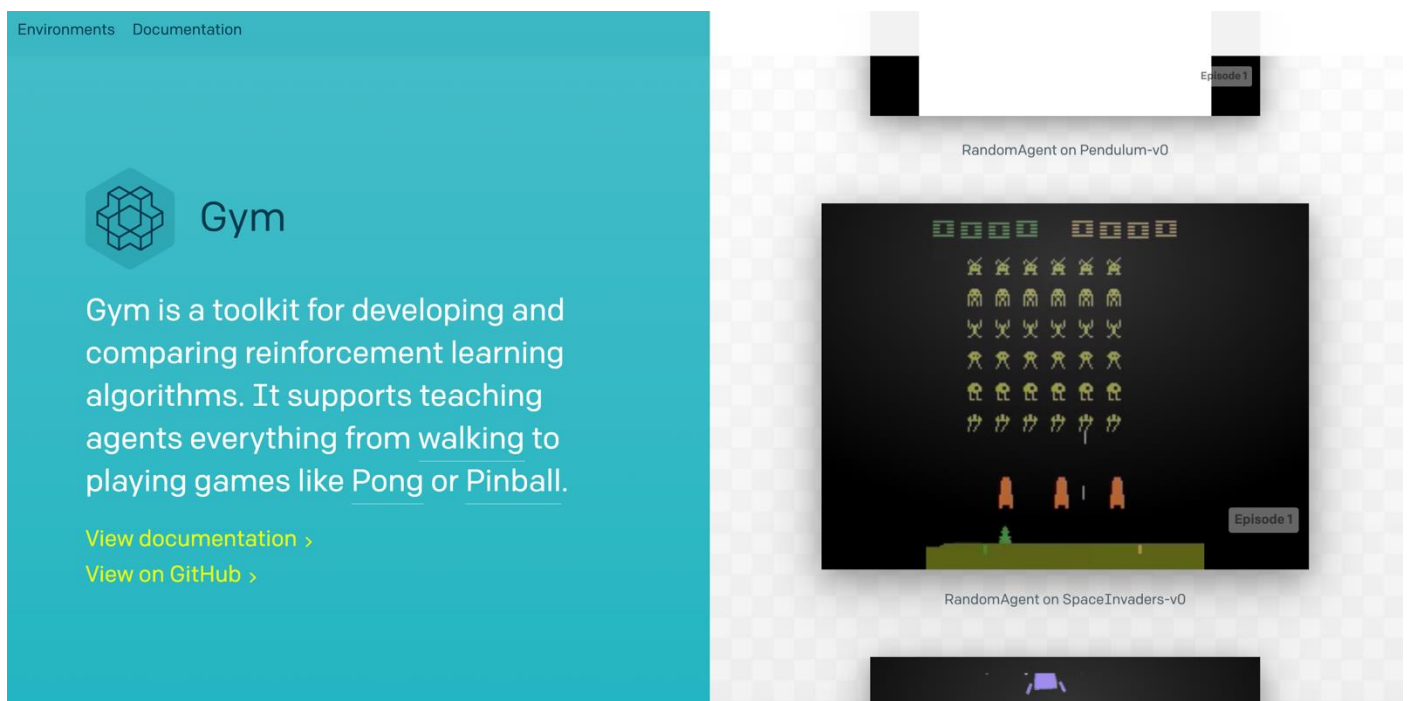 Environments Documentation
Gym
Gym is a toolkit for developing and
comparing reinforcement learning
algorithms. It supports teaching
agents everything from walking to
playing games like Pong or Pinball.
View documentation ›
View on GitHub ›
Episode 1
RandomAgent on Pendulum-v0
0000 0000
Episode 1
RandomAgent on SpaceInvaders-v0